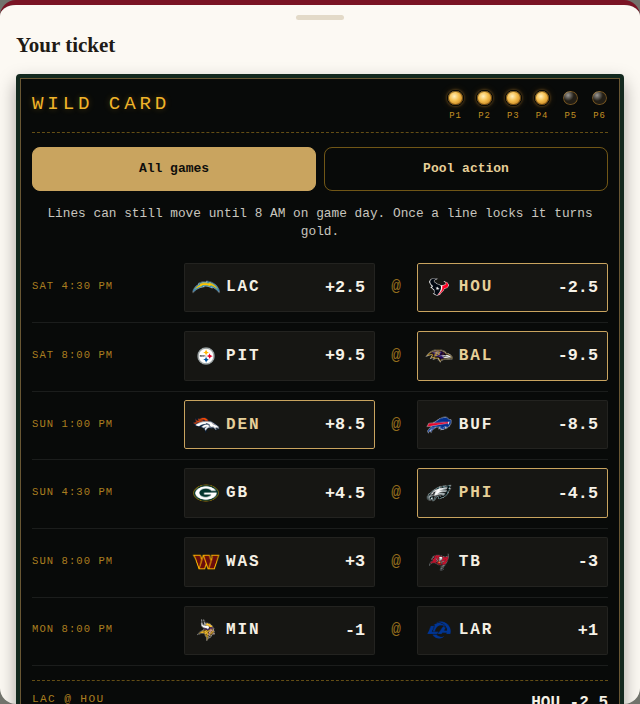 Your ticket
WILD CARD
P1 P2 P3 P4 P5 P6
All games
Pool action
Lines can still move until 8 AM on game day. Once a line locks it turns
gold.
SAT 4:30 PM LAC +2.5 @ HOU -2.5
SAT 8:00 PM PIT +9.5 @ BAL -9.5
SUN 1:00 PM DEN +8.5 @ BUF -8.5
SUN 4:30 PM GB +4.5 @ PHI -4.5
SUN 8:00 PM WAS +3 @ TB -3
MON 8:00 PM MIN -1 @ LAR +1
LAC @ HOU HOU -2.5